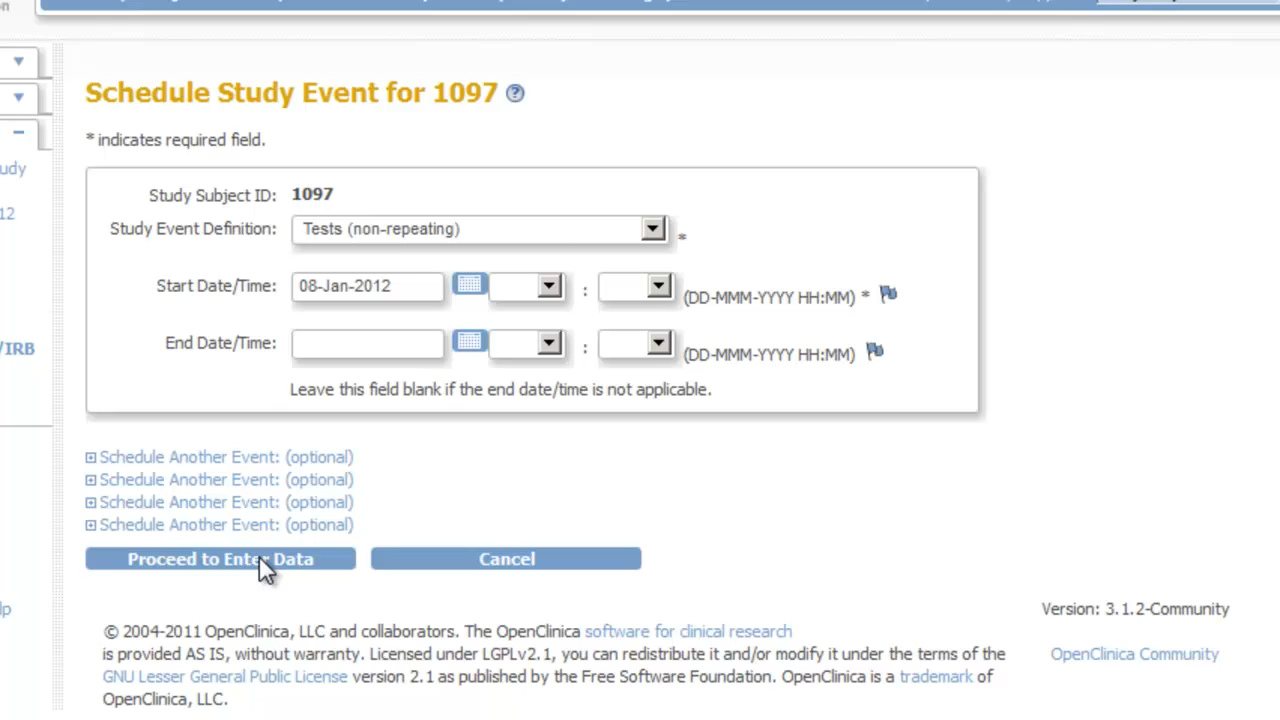 on
Schedule Study Event for 1097
* indicates required field.
udy
Study Subject ID: 1097
12
Study Event Definition: Tests (non-repeating) *
Start Date/Time: 08-Jan-2012 : (DD-MMM-YYYY HH:MM) *
End Date/Time: : (DD-MMM-YYYY HH:MM)
/IRB
Leave this field blank if the end date/time is not applicable.
Schedule Another Event: (optional)
Schedule Another Event: (optional)
Schedule Another Event: (optional)
Schedule Another Event: (optional)
Proceed to Enter Data Cancel
lp
Version: 3.1.2-Community
© 2004-2011 OpenClinica, LLC and collaborators. The OpenClinica software for clinical research
is provided AS IS, without warranty. Licensed under LGPLv2.1, you can redistribute it and/or modify it under the terms of the
OpenClinica Community
GNU Lesser General Public License version 2.1 as published by the Free Software Foundation. OpenClinica is a trademark of
OpenClinica, LLC.